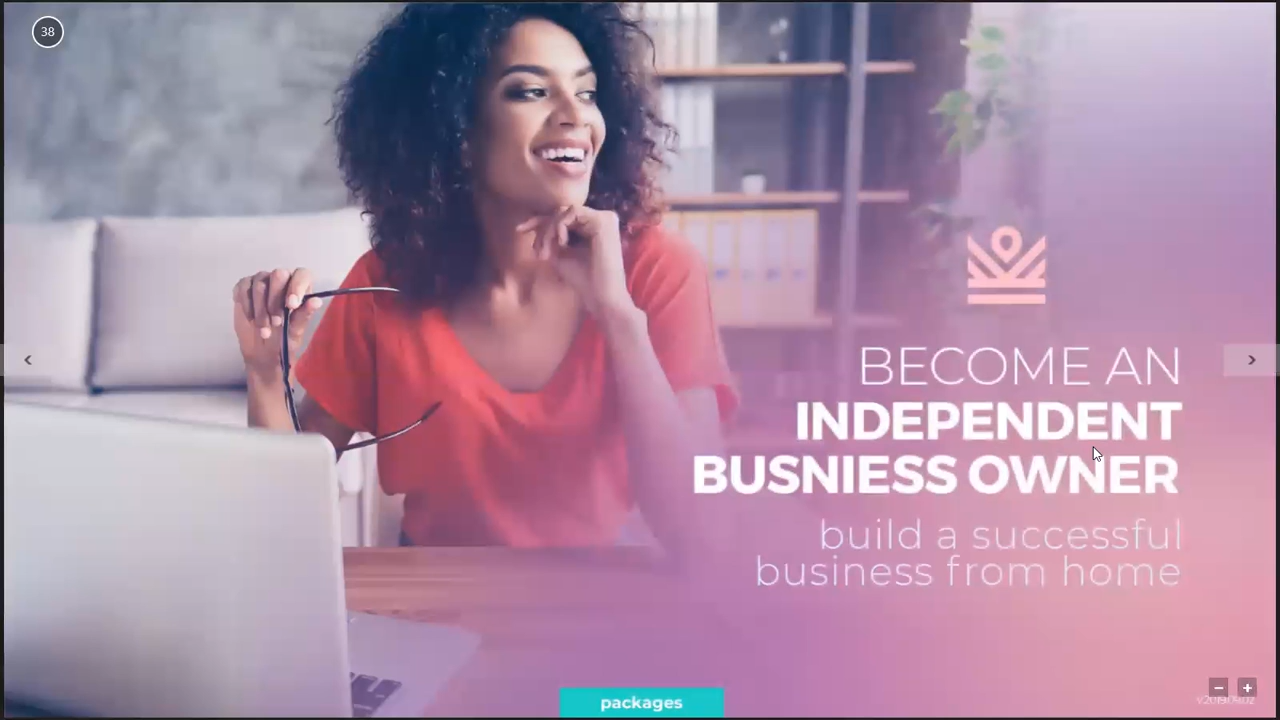 38
BECOME AN
INDEPENDENT
BUSNIESS OWNER
build a successful
business from home
packages